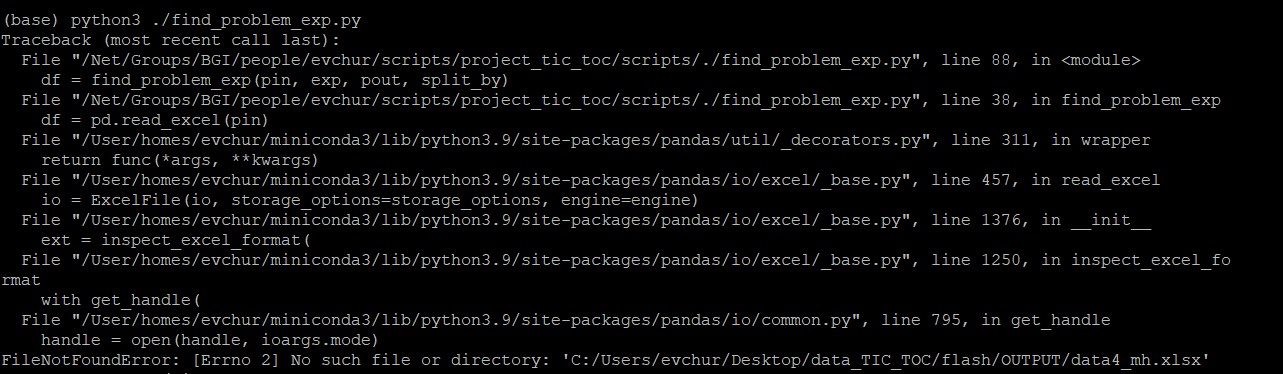 (base) python3 ./find_problem_exp.py
Traceback (most recent call last):
  File "/Net/Groups/BGI/people/evchur/scripts/project_tic_toc/scripts/./find_problem_exp.py", line 88, in <module>
    df = find_problem_exp(pin, exp, pout, split_by)
  File "/Net/Groups/BGI/people/evchur/scripts/project_tic_toc/scripts/./find_problem_exp.py", line 38, in find_problem_exp
    df = pd.read_excel(pin)
  File "/User/homes/evchur/miniconda3/lib/python3.9/site-packages/pandas/util/_decorators.py", line 311, in wrapper
    return func(*args, **kwargs)
  File "/User/homes/evchur/miniconda3/lib/python3.9/site-packages/pandas/io/excel/_base.py", line 457, in read_excel
    io = ExcelFile(io, storage_options=storage_options, engine=engine)
  File "/User/homes/evchur/miniconda3/lib/python3.9/site-packages/pandas/io/excel/_base.py", line 1376, in __init__
    ext = inspect_excel_format(
  File "/User/homes/evchur/miniconda3/lib/python3.9/site-packages/pandas/io/excel/_base.py", line 1250, in inspect_excel_fo
rmat
    with get_handle(
  File "/User/homes/evchur/miniconda3/lib/python3.9/site-packages/pandas/io/common.py", line 795, in get_handle
    handle = open(handle, ioargs.mode)
FileNotFoundError: [Errno 2] No such file or directory: 'C:/Users/evchur/Desktop/data_TIC_TOC/flash/OUTPUT/data4_mh.xlsx'